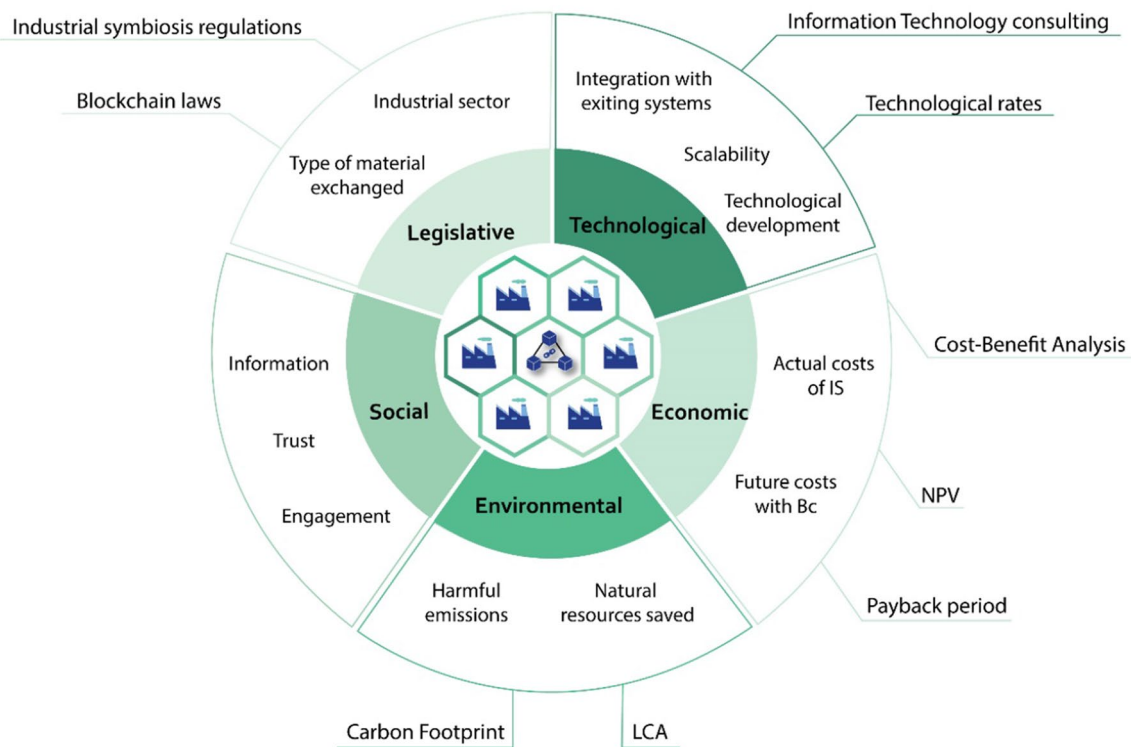 Industrial symbiosis regulations
Blockchain laws
Industrial sector
Type of material
exchanged
Legislative
Information Technology consulting
Technological rates
Integration with
exiting systems
Scalability
Technological
development
Technological
Cost-Benefit Analysis
NPV
Payback period
Actual costs
of IS
Future costs
with Bc
Economic
Information
Trust
Engagement
Social
Environmental
Harmful
emissions
Natural
resources saved
Carbon Footprint
LCA